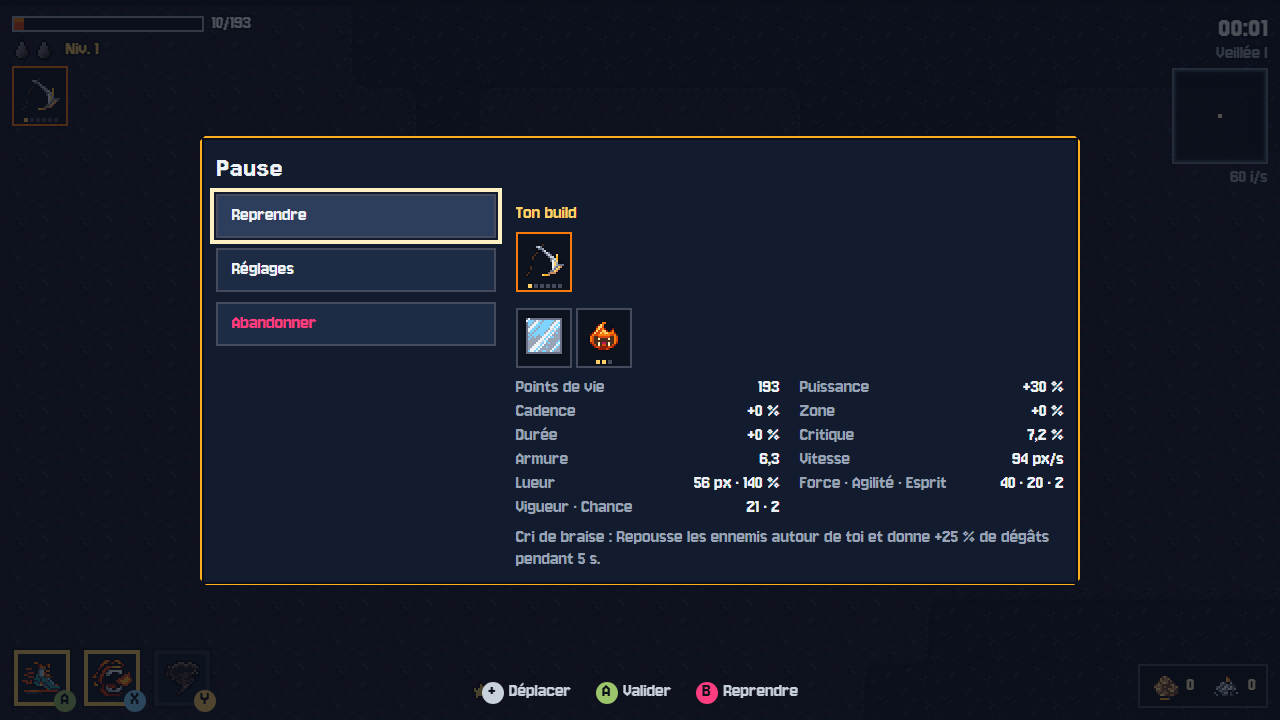 10/193
Niv. 1
00:01
Veillée I
60 i/s
Pause
Reprendre
Réglages
Abandonner
Ton build
Points de vie 193 Puissance +30 %
Cadence +0 % Zone +0 %
Durée +0 % Critique 7,2 %
Armure 6,3 Vitesse 94 px/s
Lueur 56 px · 140 % Force · Agilité · Esprit 40 · 20 · 2
Vigueur · Chance 21 · 2
Cri de braise : Repousse les ennemis autour de toi et donne +25 % de dégâts
pendant 5 s.
A X Y
+ Déplacer A Valider B Reprendre
0 0